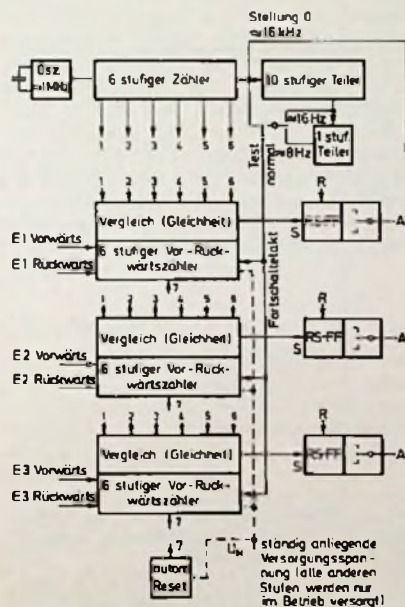 Stellung 0
≈16kHz
Osz.
≈1MHz
6 stufiger Zähler
10 stufiger Teiler
≈16Hz
1 stuf.
Teiler
≈8Hz
Test
normal
1 2 3 4 5 6
1 2 3 4 5 6
Fortschaltetakt
R
Vergleich (Gleichheit)
RS-FF
A
S
E1 Vorwärts
6 stufiger Vor-Rück-
wärtszähler
E1 Rückwärts
7
1 2 3 4 5 6
R
Vergleich (Gleichheit)
RS-FF
A
S
E2 Vorwärts
6 stufiger Vor-Rück-
wärtszähler
E2 Rückwärts
7
1 2 3 4 5 6
R
Vergleich (Gleichheit)
RS-FF
A
S
E3 Vorwärts
6 stufiger Vor-Rück-
wärtszähler
E3 Rückwärts
7
7
autom.
Reset
ständig anliegende
Versorgungsspan-
nung (alle anderen
Stufen werden nur
im Betrieb versorgt)